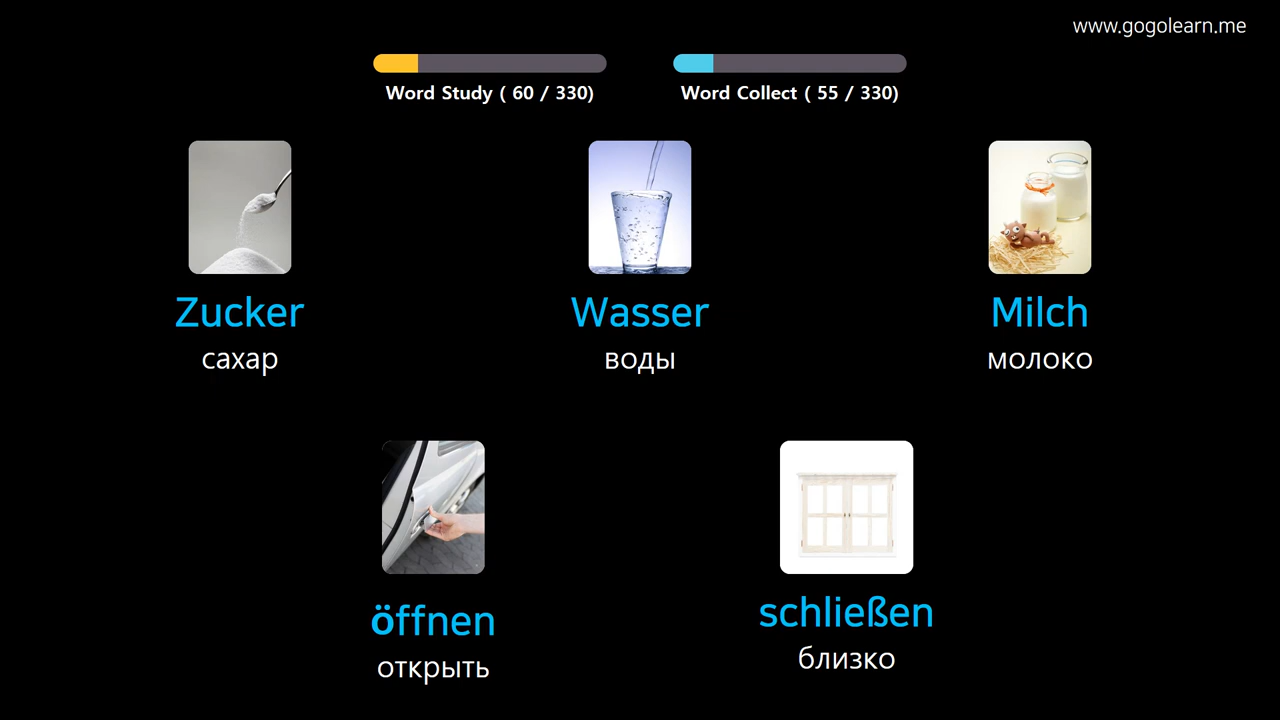 www.gogolearn.me
Word Study ( 60 / 330)
Word Collect ( 55 / 330)
Zucker
сахар
Wasser
воды
Milch
молоко
öffnen
открыть
schließen
близко